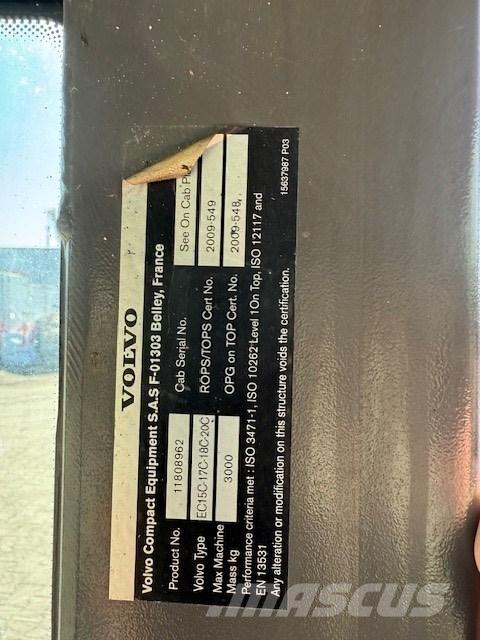 VOLVO
Volvo Compact Equipment S.A.S F-01303 Belley, France
Product No. 11808962 Cab Serial No. See On Cab
Volvo Type EC15C-17C-18C-20C ROPS/TOPS Cert No. 2009-549
Max Machine Mass kg 3000 OPG on TOP Cert. No. 2009-548
Performance criteria met : ISO 3471-1, ISO 10262 Level 1 On Top, ISO 12117 and
EN 13531
Any alteration or modification on this structure voids the certification.
15637987 P03
MASCUS